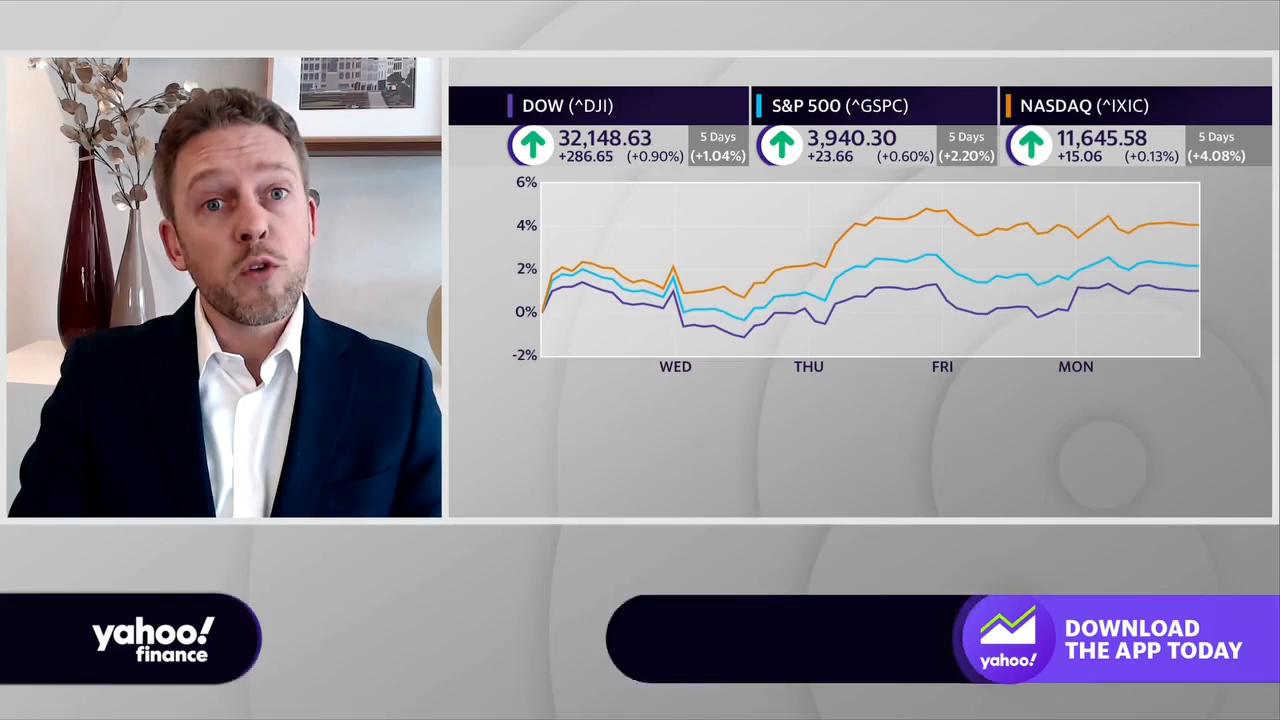 DOW (^DJI)
32,148.63
+286.65 (+0.90%)
5 Days
(+1.04%)
S&P 500 (^GSPC)
3,940.30
+23.66 (+0.60%)
5 Days
(+2.20%)
NASDAQ (^IXIC)
11,645.58
+15.06 (+0.13%)
5 Days
(+4.08%)
6%
4%
2%
0%
-2%
WED THU FRI MON
yahoo!
finance
yahoo!
DOWNLOAD
THE APP TODAY